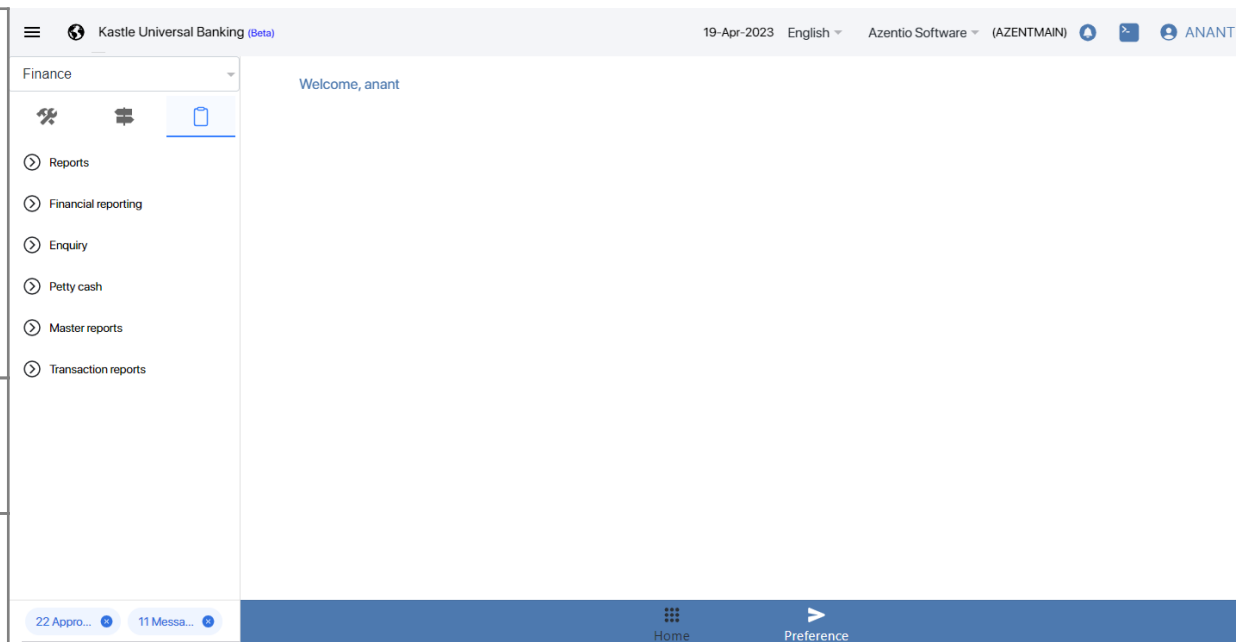 Kastle Universal Banking (Beta)
19-Apr-2023 English Azentio Software (AZENTMAIN) ANANT
Finance
Welcome, anant
Reports
Financial reporting
Enquiry
Petty cash
Master reports
Transaction reports
22 Appro... 11 Messa...
Home Preference